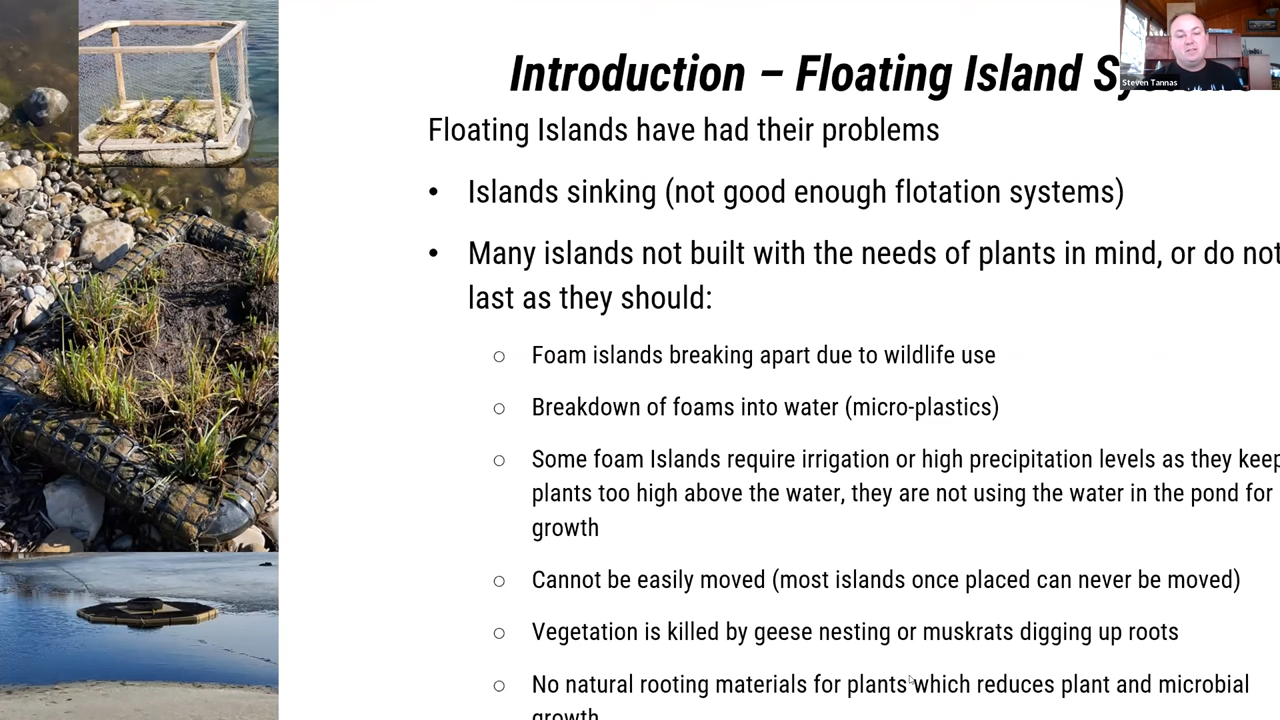 Introduction – Floating Island
Steven Tannas
Floating Islands have had their problems
• Islands sinking (not good enough flotation systems)
• Many islands not built with the needs of plants in mind, or do not
last as they should:
○ Foam islands breaking apart due to wildlife use
○ Breakdown of foams into water (micro-plastics)
○ Some foam Islands require irrigation or high precipitation levels as they keep
plants too high above the water, they are not using the water in the pond for
growth
○ Cannot be easily moved (most islands once placed can never be moved)
○ Vegetation is killed by geese nesting or muskrats digging up roots
○ No natural rooting materials for plants which reduces plant and microbial
growth